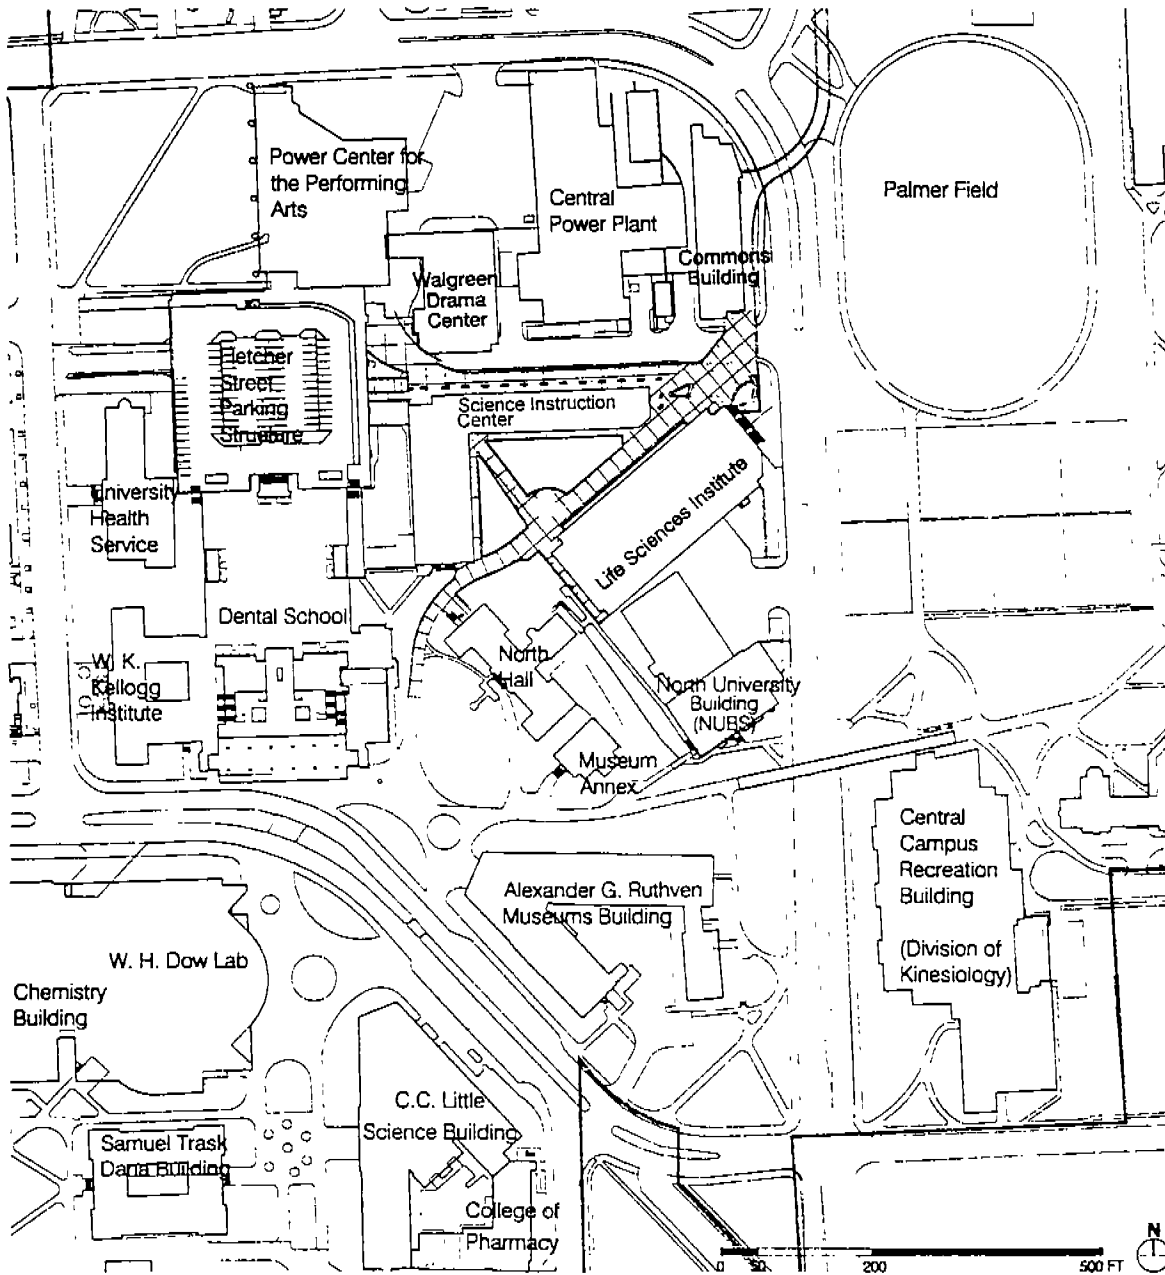 Power Center for
the Performing
Arts
Central
Power Plant
Palmer Field
Commons
Building
Walgreen
Drama
Center
Fletcher
Street
Parking
Structure
Science Instruction
Center
University
Health
Service
Life Sciences Institute
Dental School
W. K.
Kellogg
Institute
North
Hall
North University
Building
(NUBS)
Museum
Annex
Central
Campus
Recreation
Building
(Division of
Kinesiology)
Alexander G. Ruthven
Museums Building
W. H. Dow Lab
Chemistry
Building
C.C. Little
Science Building
Samuel Trask
Dana Building
College of
Pharmacy
N
0 50 200 500 FT